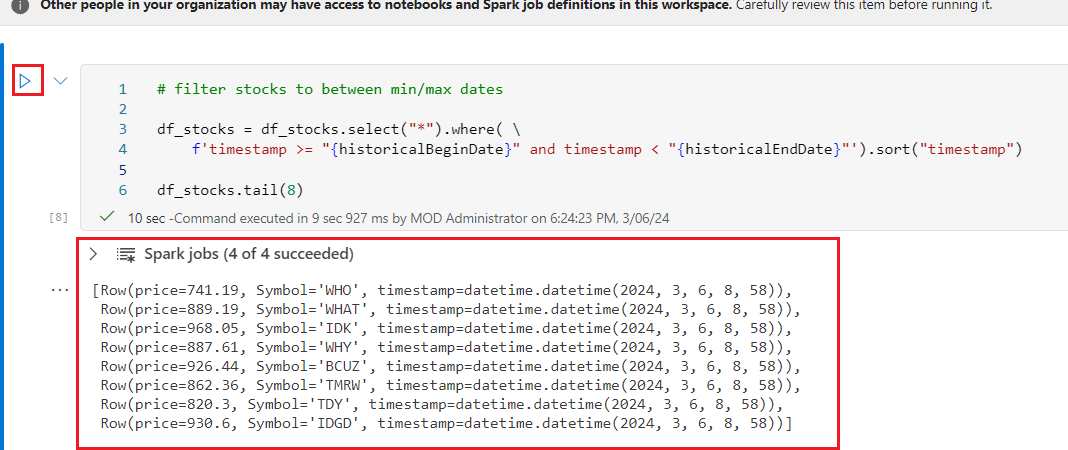 Other people in your organization may have access to notebooks and Spark job definitions in this workspace. Carefully review this item before running it.
1 # filter stocks to between min/max dates
2
3 df_stocks = df_stocks.select("*").where( \
4 f'timestamp >= "{historicalBeginDate}" and timestamp < "{historicalEndDate}"').sort("timestamp")
5
6 df_stocks.tail(8)
[8] 10 sec -Command executed in 9 sec 927 ms by MOD Administrator on 6:24:23 PM, 3/06/24
Spark jobs (4 of 4 succeeded)
[Row(price=741.19, Symbol='WHO', timestamp=datetime.datetime(2024, 3, 6, 8, 58)),
Row(price=889.19, Symbol='WHAT', timestamp=datetime.datetime(2024, 3, 6, 8, 58)),
Row(price=968.05, Symbol='IDK', timestamp=datetime.datetime(2024, 3, 6, 8, 58)),
Row(price=887.61, Symbol='WHY', timestamp=datetime.datetime(2024, 3, 6, 8, 58)),
Row(price=926.44, Symbol='BCUZ', timestamp=datetime.datetime(2024, 3, 6, 8, 58)),
Row(price=862.36, Symbol='TMRW', timestamp=datetime.datetime(2024, 3, 6, 8, 58)),
Row(price=820.3, Symbol='TDY', timestamp=datetime.datetime(2024, 3, 6, 8, 58)),
Row(price=930.6, Symbol='IDGD', timestamp=datetime.datetime(2024, 3, 6, 8, 58))]